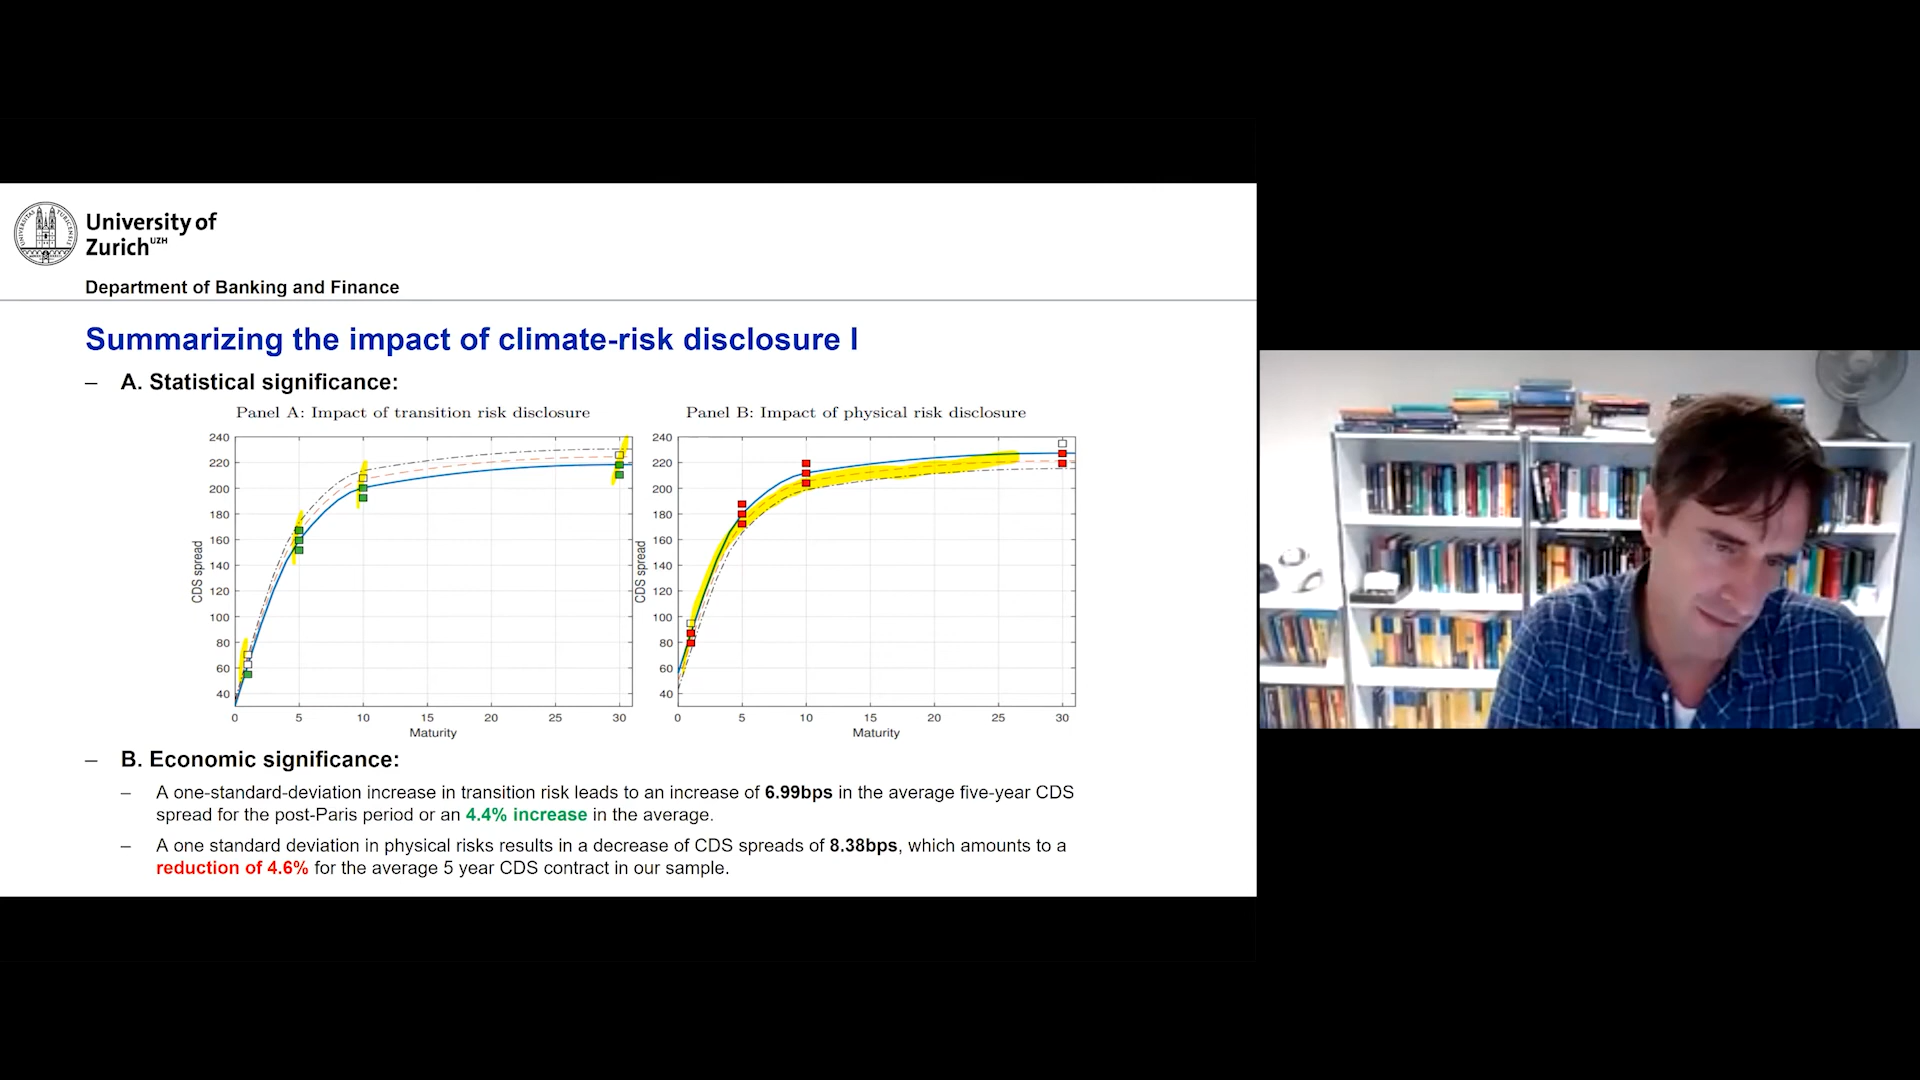 University of
Zurich UZH
Department of Banking and Finance
Summarizing the impact of climate-risk disclosure I
– A. Statistical significance:
Panel A: Impact of transition risk disclosure
240
220
200
180
160
140
120
100
80
60
40
CDS spread
0 5 10 15 20 25 30
Maturity
Panel B: Impact of physical risk disclosure
240
220
200
180
160
140
120
100
80
60
40
CDS spread
0 5 10 15 20 25 30
Maturity
– B. Economic significance:
– A one-standard-deviation increase in transition risk leads to an increase of 6.99bps in the average five-year CDS
spread for the post-Paris period or an 4.4% increase in the average.
– A one standard deviation in physical risks results in a decrease of CDS spreads of 8.38bps, which amounts to a
reduction of 4.6% for the average 5 year CDS contract in our sample.